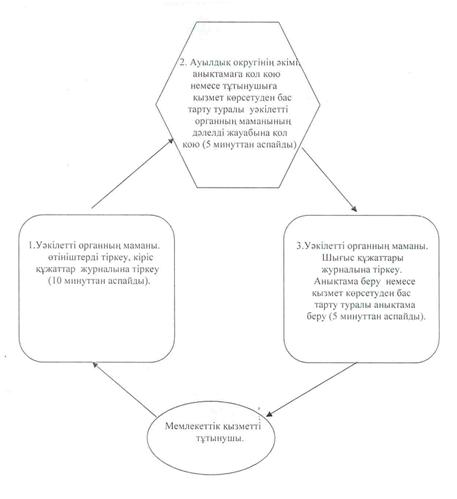 2. Ауылдық округінің әкімі
анықтамаға қол қою
немесе тұтынушыға
қызмет көрсетуден бас
тарту туралы уәкілетті
органның маманының
дәлелді жауабына қол
қою (5 минуттан аспайды)
1.Уәкілетті органның маманы.
өтініштерді тіркеу, кіріс
құжаттар журналына тіркеу
(10 минуттан аспайды).
3.Уәкілетті органның маманы.
Шығыс құжаттары
журналына тіркеу.
Анықтама беру немесе
қызмет көрсетуден бас
тарту туралы анықтама
беру (5 минуттан аспайды).
Мемлекеттік қызметті
тұтынушы.